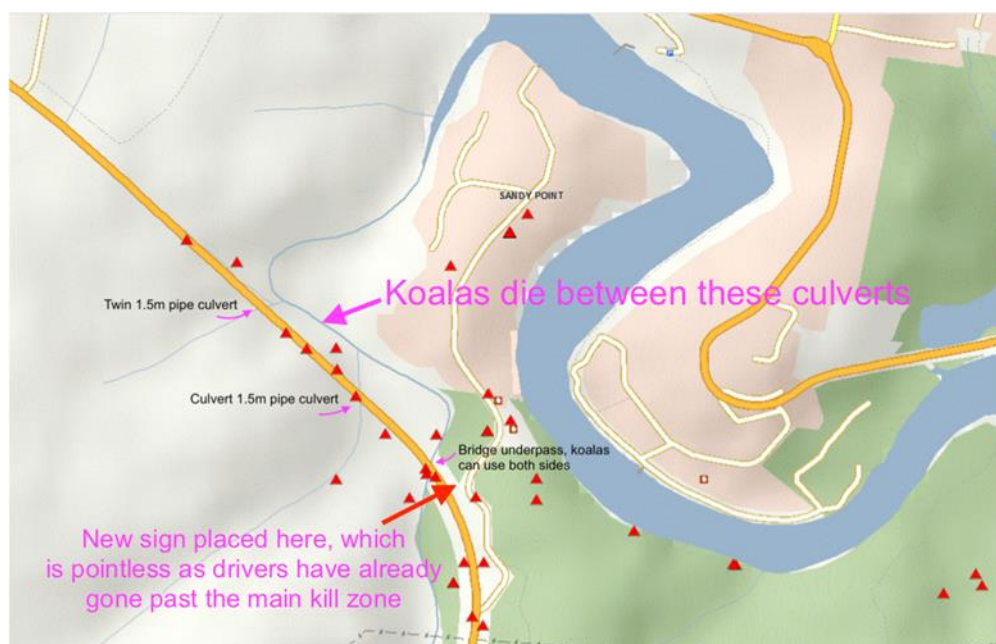 SANDY POINT
Koalas die between these culverts
Twin 1.5m pipe culvert
Culvert 1.5m pipe culvert
Bridge underpass, koalas
can use both sides
New sign placed here, which
is pointless as drivers have already
gone past the main kill zone